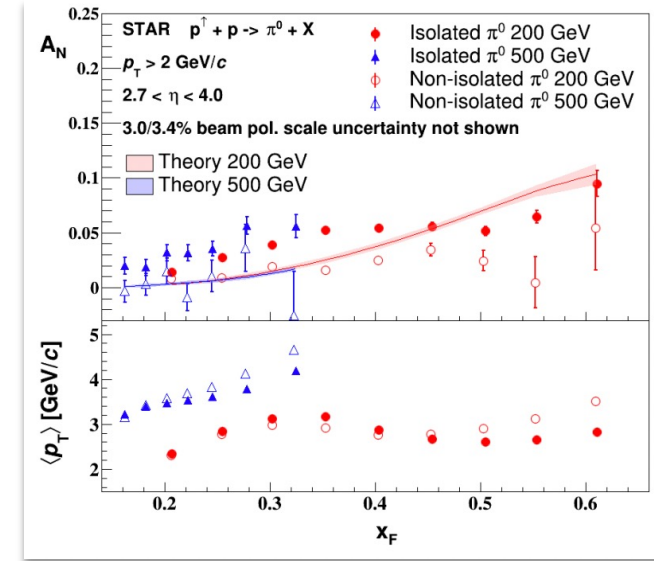 0.25
A_N
STAR p↑ + p -> π⁰ + X
p_T > 2 GeV/c
2.7 < η < 4.0
3.0/3.4% beam pol. scale uncertainty not shown
Isolated π⁰ 200 GeV
Isolated π⁰ 500 GeV
Non-isolated π⁰ 200 GeV
Non-isolated π⁰ 500 GeV
Theory 200 GeV
Theory 500 GeV
0.2
0.15
0.1
0.05
0
⟨p_T⟩ [GeV/c]
5
4
3
2
0.2 0.3 0.4 0.5 0.6
x_F